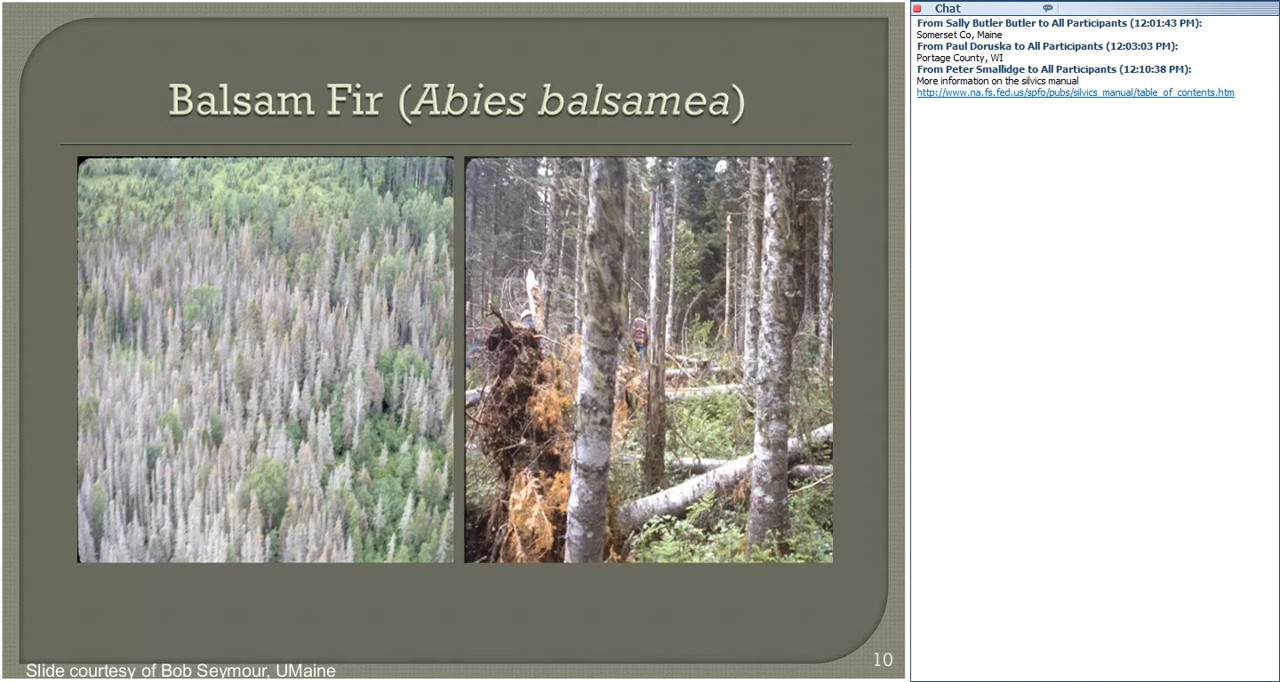 Balsam Fir (Abies balsamea)
Slide courtesy of Bob Seymour, UMaine
10
Chat
From Sally Butler Butler to All Participants (12:01:43 PM):
Somerset Co, Maine
From Paul Doruska to All Participants (12:03:03 PM):
Portage County, WI
From Peter Smallidge to All Participants (12:10:38 PM):
More information on the silvics manual
http://www.na.fs.fed.us/spfo/pubs/silvics_manual/table_of_contents.htm